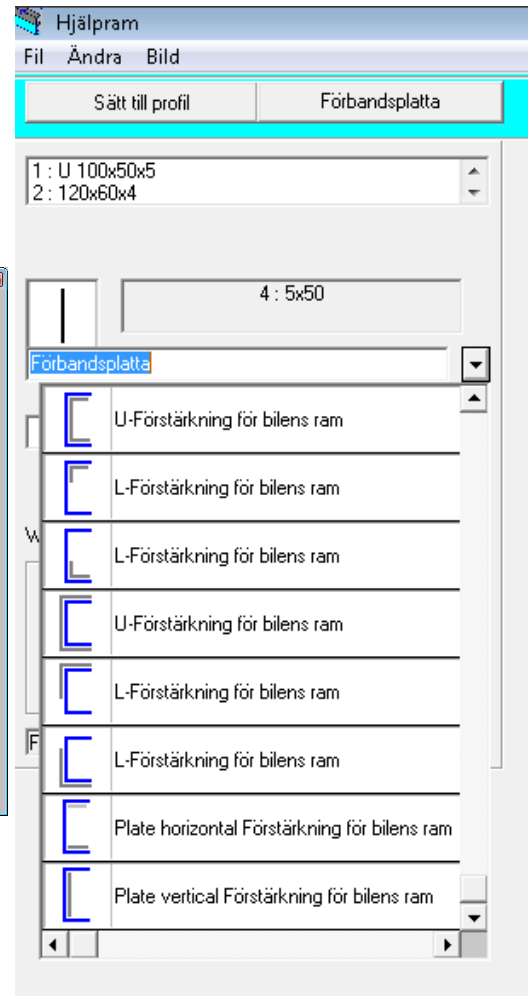 Hjälpram
Fil Ändra Bild
Sätt till profil Förbandsplatta
1 : U 100x50x5
2 : 120x60x4
4 : 5x50
Förbandsplatta
U-Förstärkning för bilens ram
L-Förstärkning för bilens ram
L-Förstärkning för bilens ram
U-Förstärkning för bilens ram
L-Förstärkning för bilens ram
L-Förstärkning för bilens ram
Plate horizontal Förstärkning för bilens ram
Plate vertical Förstärkning för bilens ram